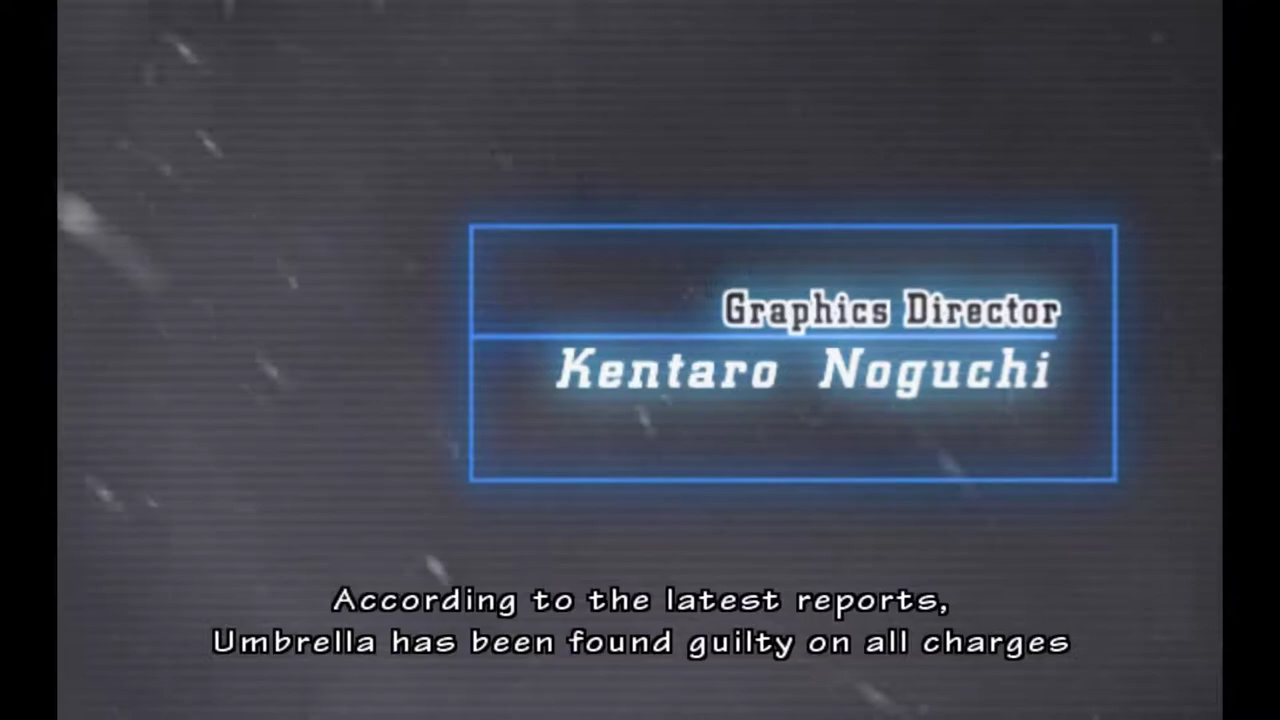 Graphics Director
Kentaro Noguchi
According to the latest reports,
Umbrella has been found guilty on all charges